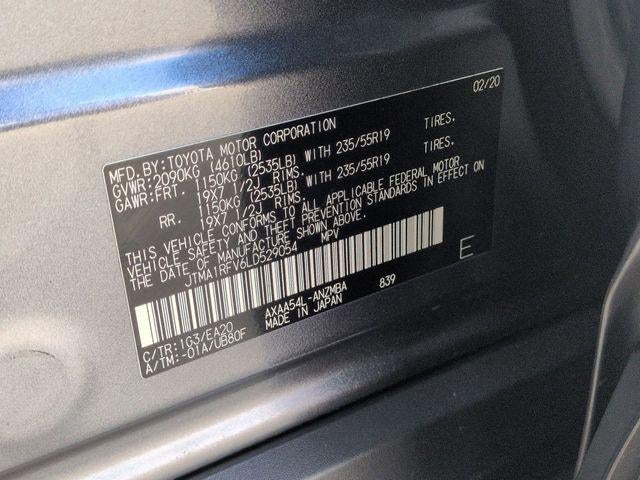 02/20
MFD.BY:TOYOTA MOTOR CORPORATION
GVWR:2090KG (4610LB)
GAWR:FRT. 1150KG (2535LB) WITH 235/55R19 TIRES.
19X7 1/2J RIMS.
RR. 1150KG (2535LB) WITH 235/55R19 TIRES.
19X7 1/2J RIMS.
THIS VEHICLE CONFORMS TO ALL APPLICABLE FEDERAL MOTOR
VEHICLE SAFETY AND THEFT PREVENTION STANDARDS IN EFFECT ON
THE DATE OF MANUFACTURE SHOWN ABOVE.
JTMA1RFV6LD529054 MPV
E
C/TR:1G3/EA20 AXAA54L-ANZMBA 839
A/TM:-01A/UB80F MADE IN JAPAN